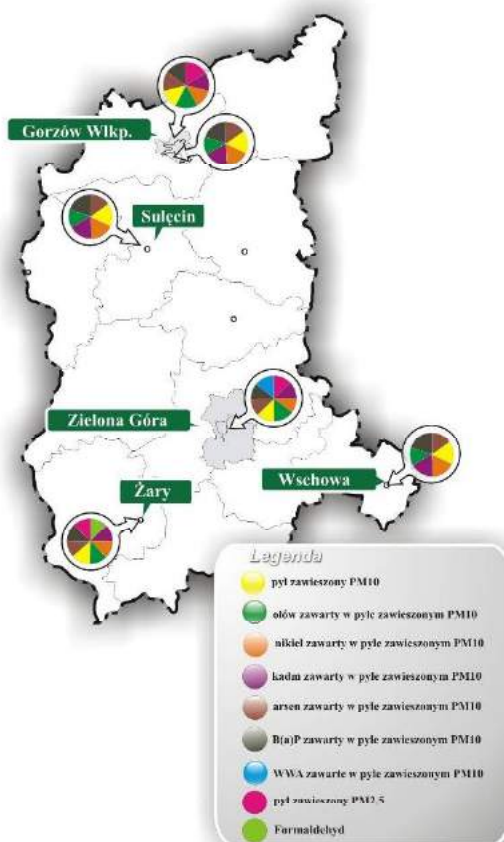 Gorzów Wlkp.
Sulęcin
Zielona Góra
Wschowa
Żary
Legenda
pył zawieszony PM10
ołów zawarty w pyle zawieszonym PM10
nikiel zawarty w pyle zawieszonym PM10
kadm zawarty w pyle zawieszonym PM10
arsen zawarty w pyle zawieszonym PM10
B(a)P zawarty w pyle zawieszonym PM10
WWA zawarte w pyle zawieszonym PM10
pył zawieszony PM2.5
Formaldehyd